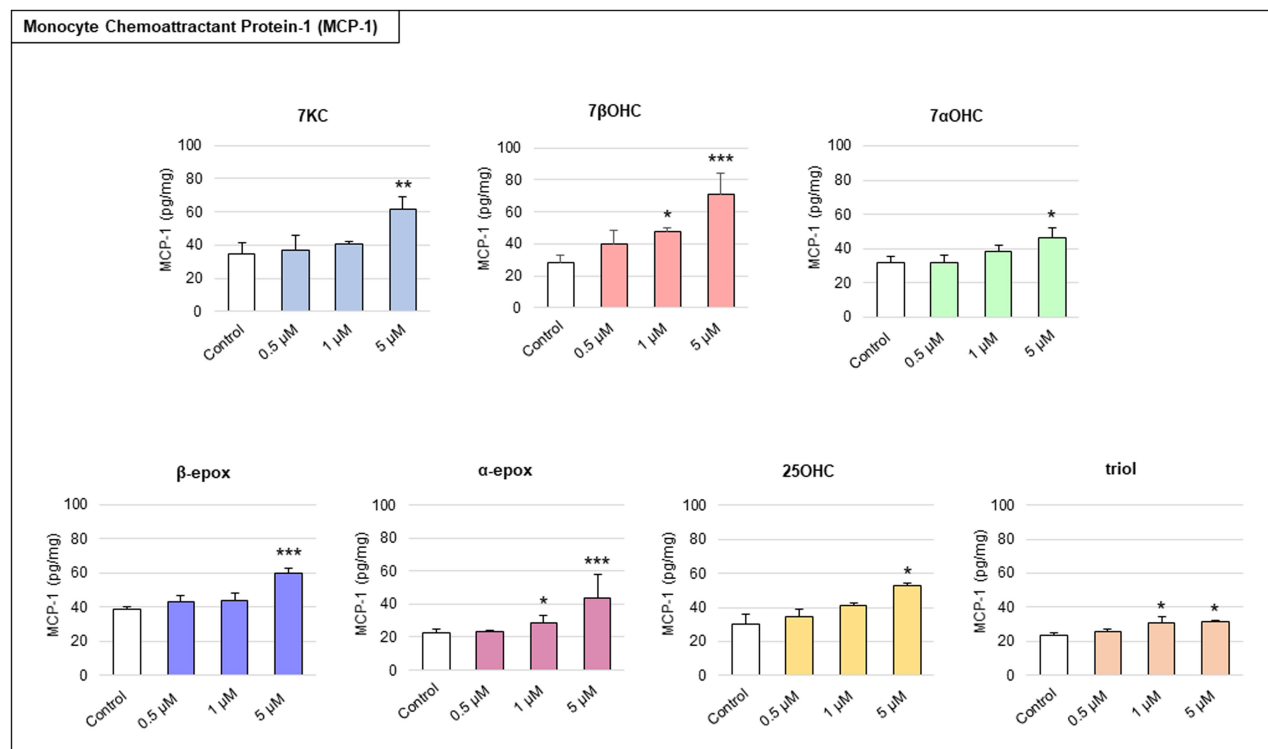 Monocyte Chemoattractant Protein-1 (MCP-1)
7KC
MCP-1 (pg/mg)
100
80
60
40
20
0
**
Control
0.5 µM
1 µM
5 µM
7βOHC
MCP-1 (pg/mg)
100
80
60
40
20
0
*
***
Control
0.5 µM
1 µM
5 µM
7αOHC
MCP-1 (pg/mg)
100
80
60
40
20
0
*
Control
0.5 µM
1 µM
5 µM
β-epox
MCP-1 (pg/mg)
100
80
60
40
20
0
***
Control
0.5 µM
1 µM
5 µM
α-epox
MCP-1 (pg/mg)
100
80
60
40
20
0
*
***
Control
0.5 µM
1 µM
5 µM
25OHC
MCP-1 (pg/mg)
100
80
60
40
20
0
*
Control
0.5 µM
1 µM
5 µM
triol
MCP-1 (pg/mg)
100
80
60
40
20
0
*
*
Control
0.5 µM
1 µM
5 µM